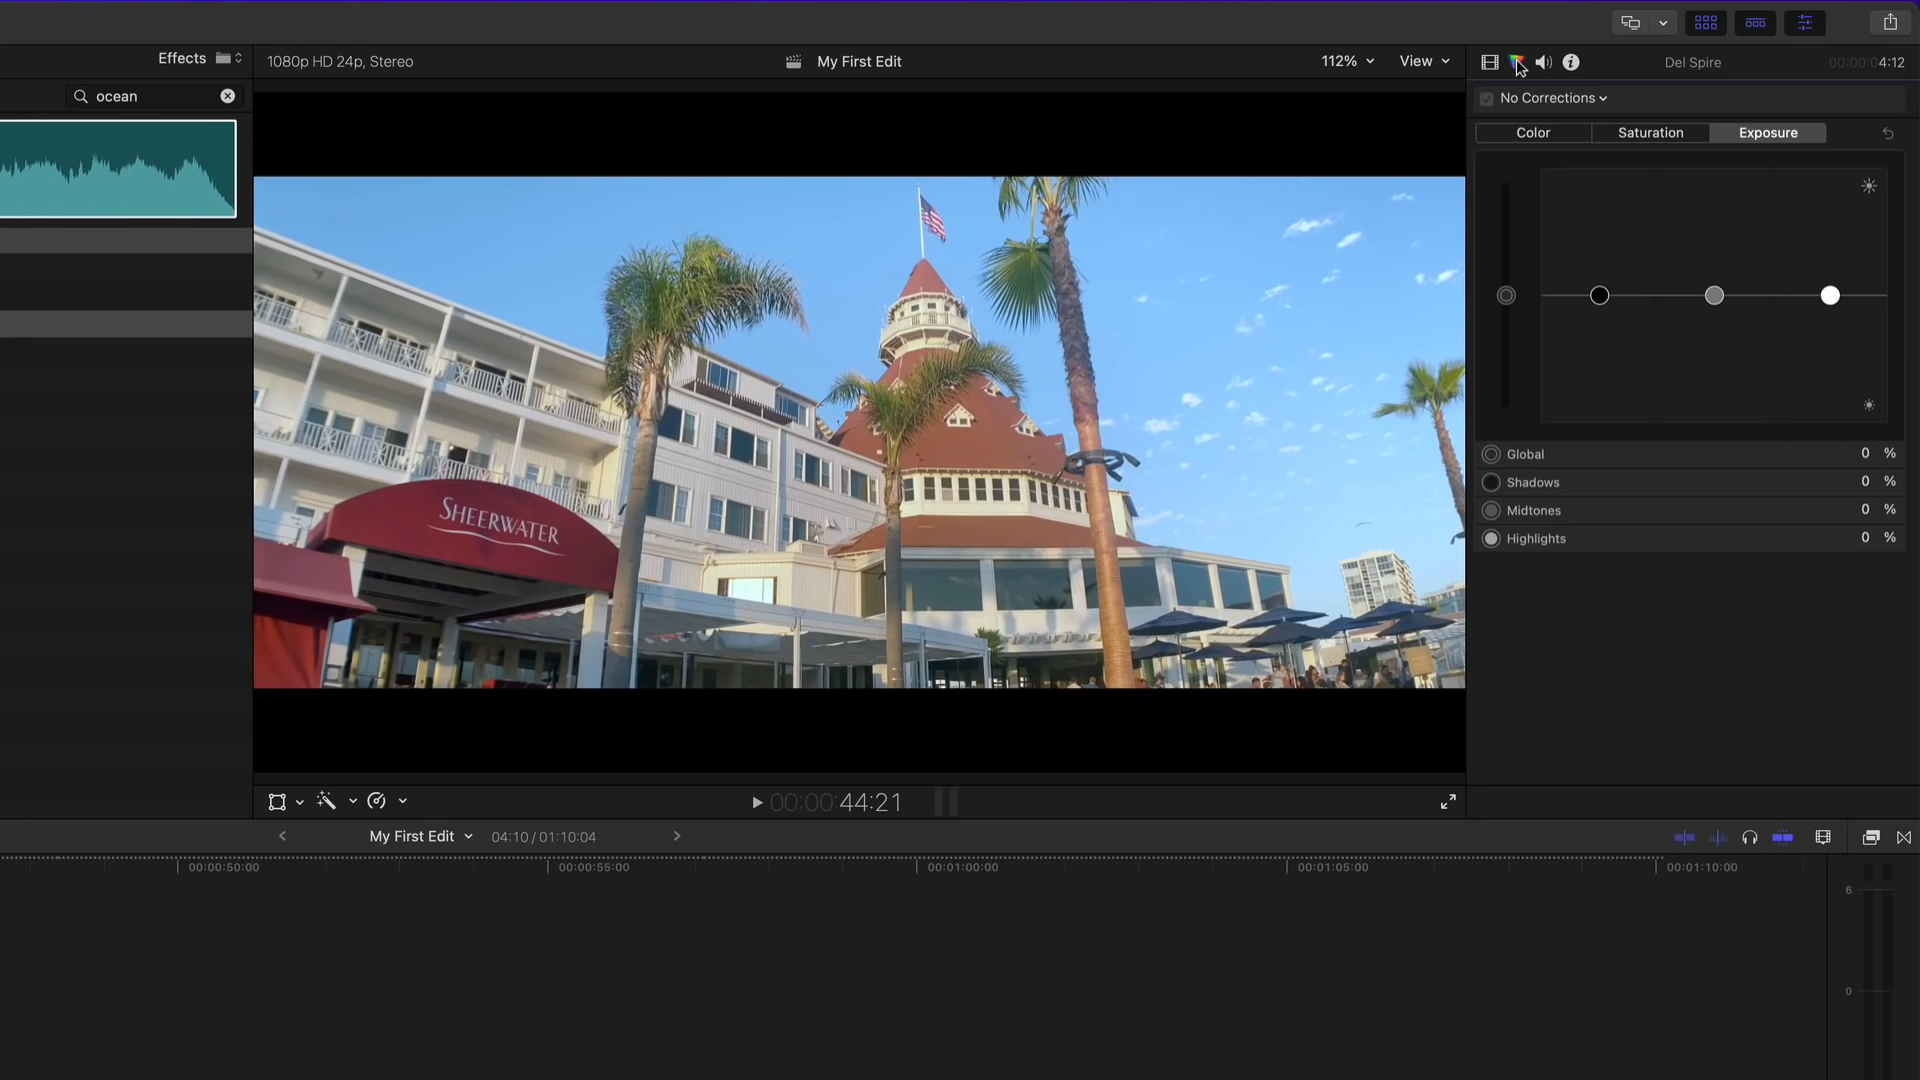 Effects
1080p HD 24p, Stereo
My First Edit
112%
View
Del Spire
00:00:04:12
ocean
No Corrections
Color
Saturation
Exposure
SHEERWATER
Global
0 %
Shadows
0 %
Midtones
0 %
Highlights
0 %
00:00:44:21
My First Edit
04:10 / 01:10:04
00:00:50:00
00:00:55:00
00:01:00:00
00:01:05:00
00:01:10:00
6
0